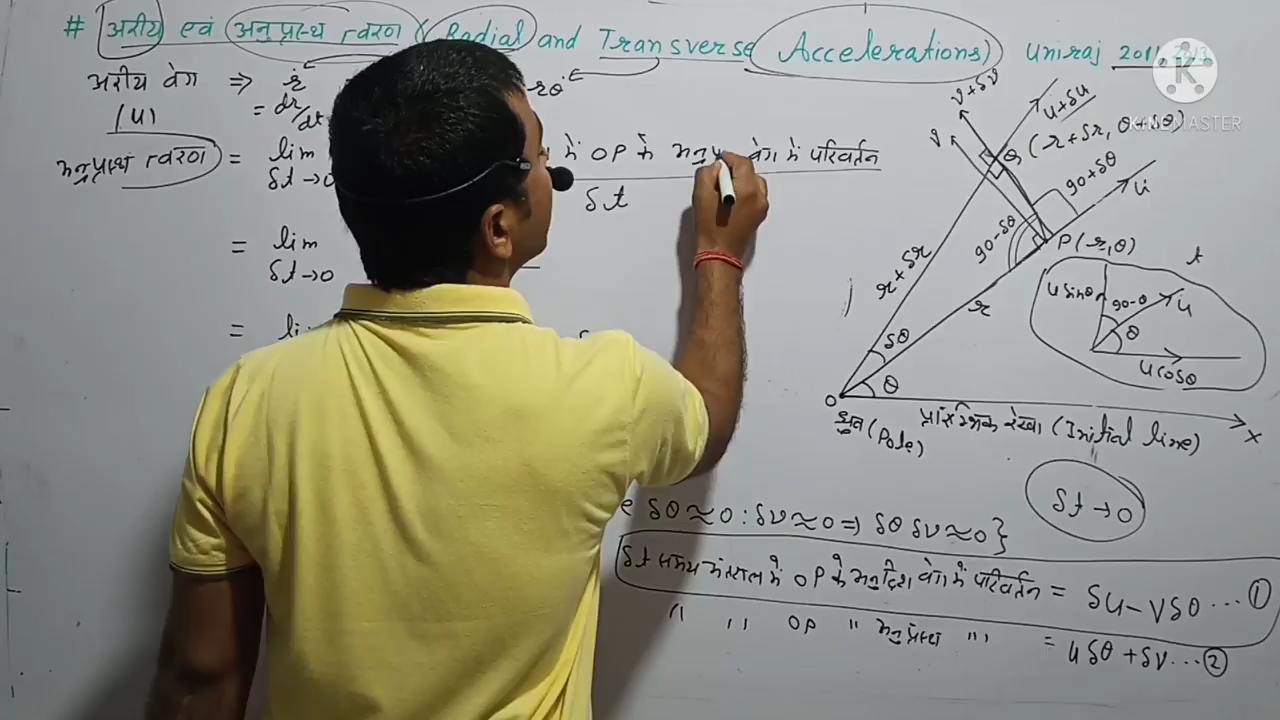 # अरीय एवं अनुप्रस्थ त्वरण (Radial and Transverse Accelerations) Uniraj 2011, 2013
अरीय वेग ⇒ ṙ
rθ̇
(u) = dr/dt
अनुप्रस्थ त्वरण = lim δt→0
में OP के अनुप्र वेग में परिवर्तन
δt
= lim δt→0
=
v+δv
u+δu
v
Q (r+δr, θ+δθ)
90+δθ
u
90-δθ
P(r,θ)
t
r+δr
r
δθ
θ
O
ध्रुव (Pole)
प्रारम्भिक रेखा (Initial line)
X
u sinθ
90-θ
u
θ
u cosθ
δt→0
δθ≈0 : δv≈0 ⇒ δθ δv≈0}
δt समय अंतराल में OP के अनुदिश वेग में परिवर्तन = δu - vδθ ... ①
" " OP " अनुप्रस्थ " " = uδθ + δv ... ②
KINEMASTER